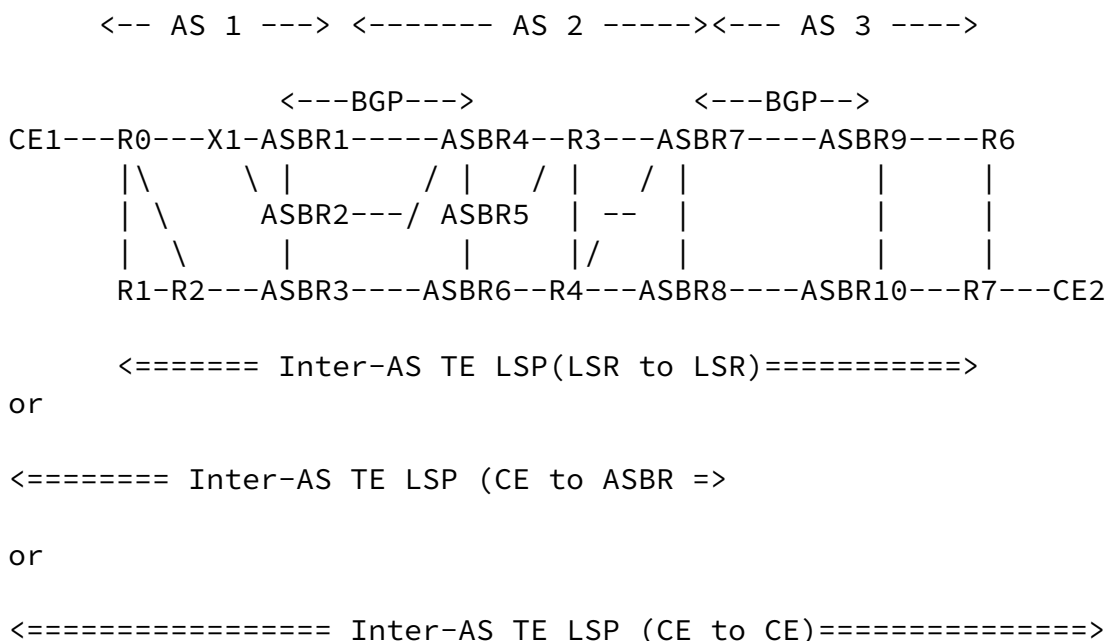 <-- AS 1 ---> <------- AS 2 -----><--- AS 3 ---->
<---BGP---> <---BGP-->
CE1---R0---X1-ASBR1-----ASBR4--R3---ASBR7----ASBR9----R6
|\ \ | / | / | / | | |
| \ ASBR2---/ ASBR5 | -- | | |
| \ | | |/ | | |
R1-R2---ASBR3----ASBR6--R4---ASBR8----ASBR10---R7---CE2
<======= Inter-AS TE LSP(LSR to LSR)===========>
or
<======== Inter-AS TE LSP (CE to ASBR =>
or
<================= Inter-AS TE LSP (CE to CE)===============>